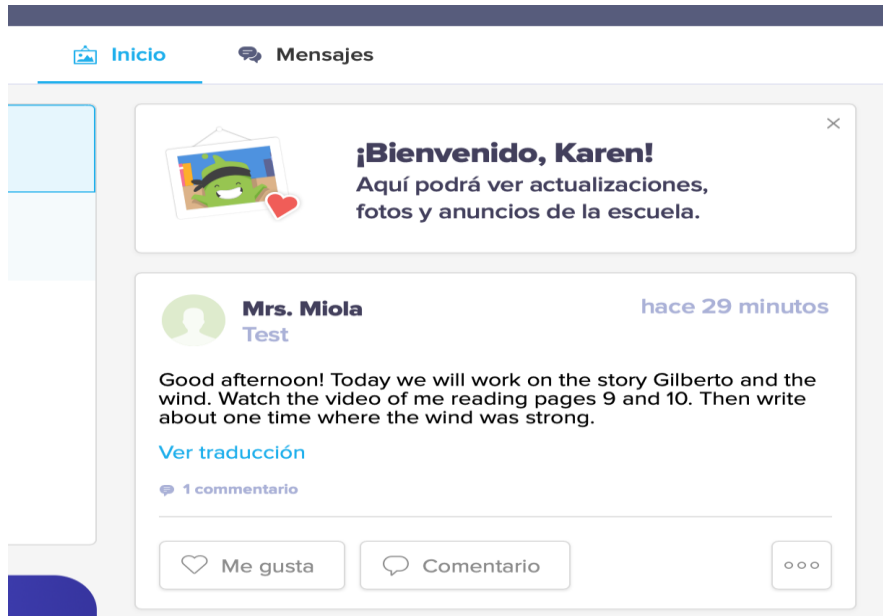 Inicio Mensajes
¡Bienvenido, Karen!
Aquí podrá ver actualizaciones,
fotos y anuncios de la escuela.
Mrs. Miola hace 29 minutos
Test
Good afternoon! Today we will work on the story Gilberto and the
wind. Watch the video of me reading pages 9 and 10. Then write
about one time where the wind was strong.
Ver traducción
1 commentario
Me gusta Comentario